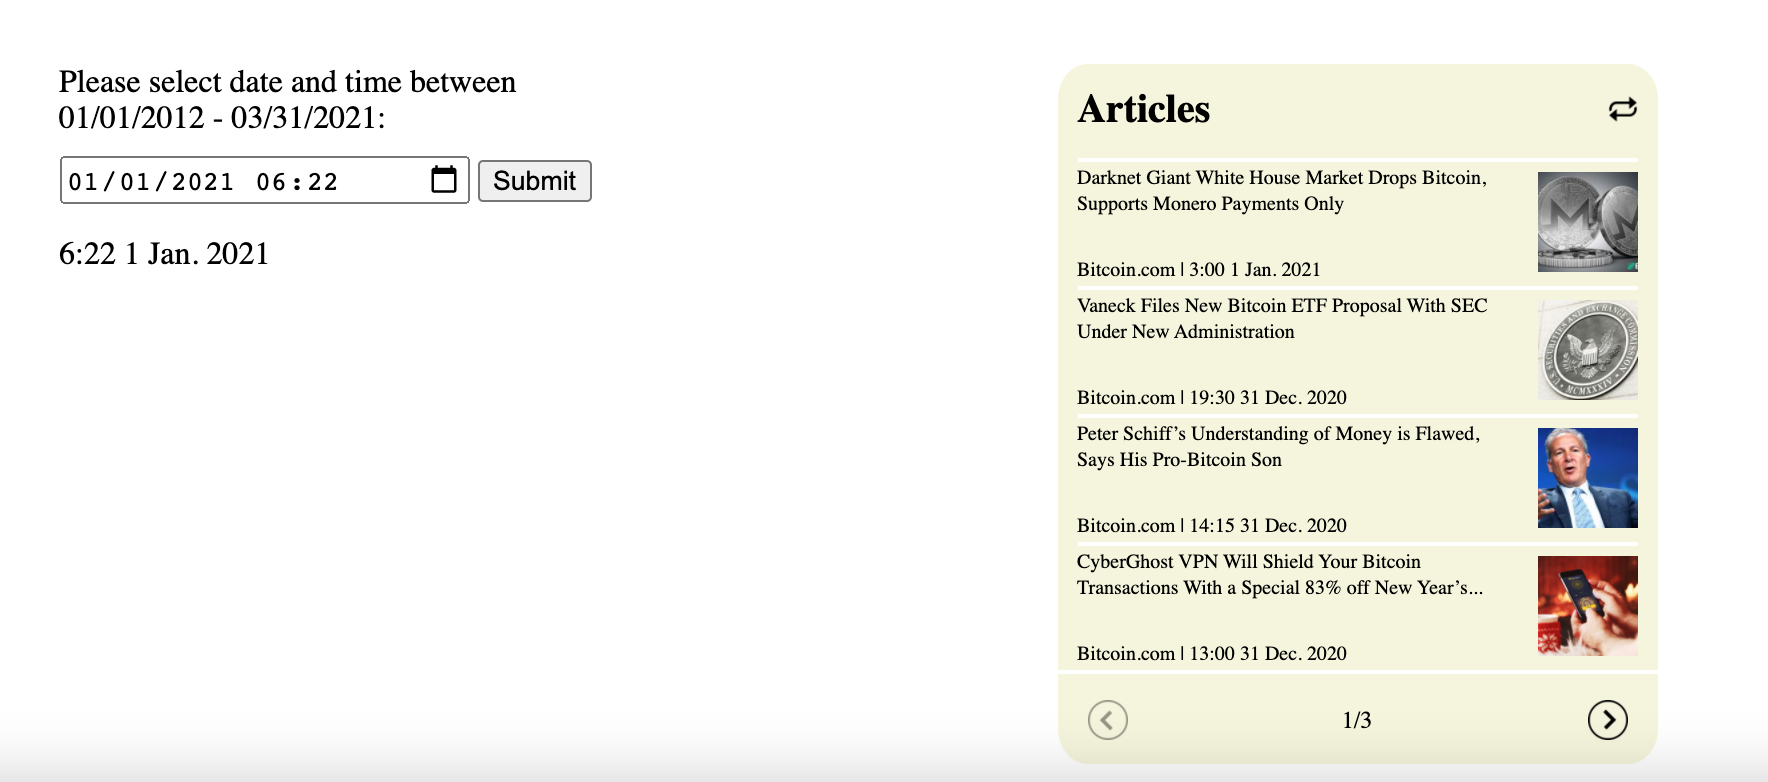 Please select date and time between
01/01/2012 - 03/31/2021:
01/01/2021 06:22
Submit
6:22 1 Jan. 2021
Articles
Darknet Giant White House Market Drops Bitcoin,
Supports Monero Payments Only
Bitcoin.com | 3:00 1 Jan. 2021
Vaneck Files New Bitcoin ETF Proposal With SEC
Under New Administration
Bitcoin.com | 19:30 31 Dec. 2020
Peter Schiff’s Understanding of Money is Flawed,
Says His Pro-Bitcoin Son
Bitcoin.com | 14:15 31 Dec. 2020
CyberGhost VPN Will Shield Your Bitcoin
Transactions With a Special 83% off New Year’s...
Bitcoin.com | 13:00 31 Dec. 2020
1/3